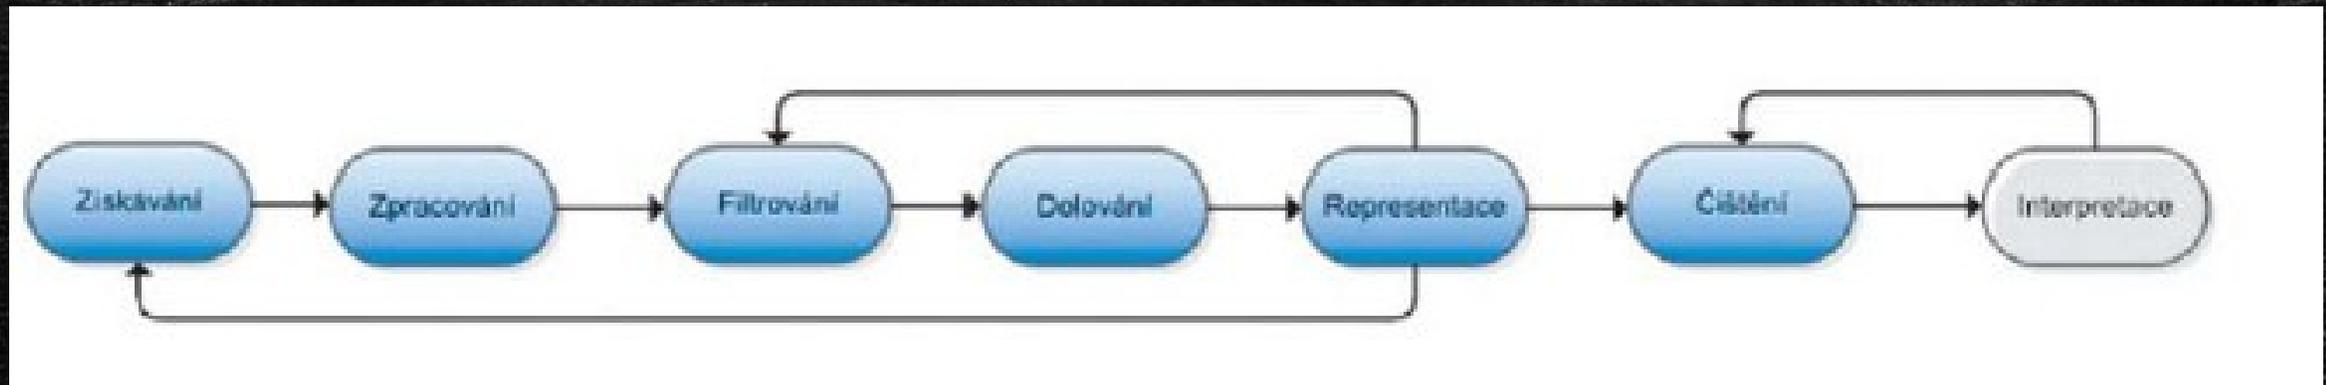 Získávání
Zpracování
Filtrování
Dolování
Representace
Čištění
Interpretace